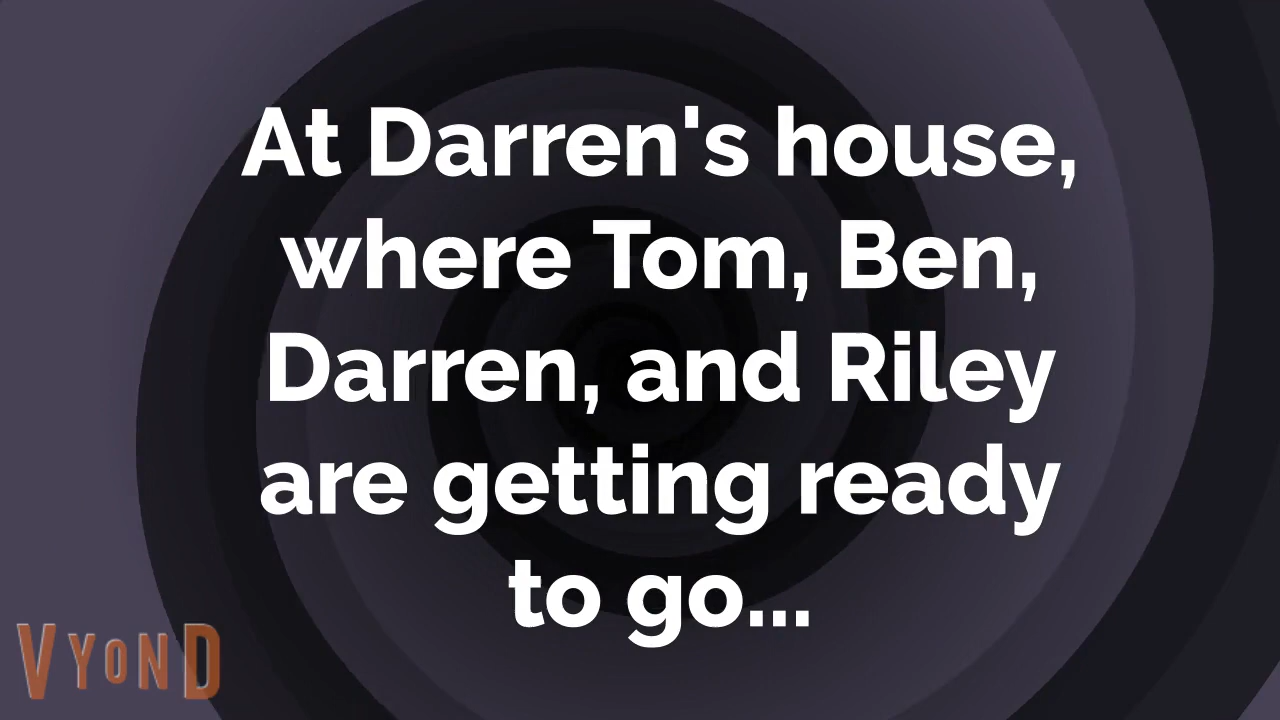 At Darren's house,
where Tom, Ben,
Darren, and Riley
are getting ready
to go...
VYOND